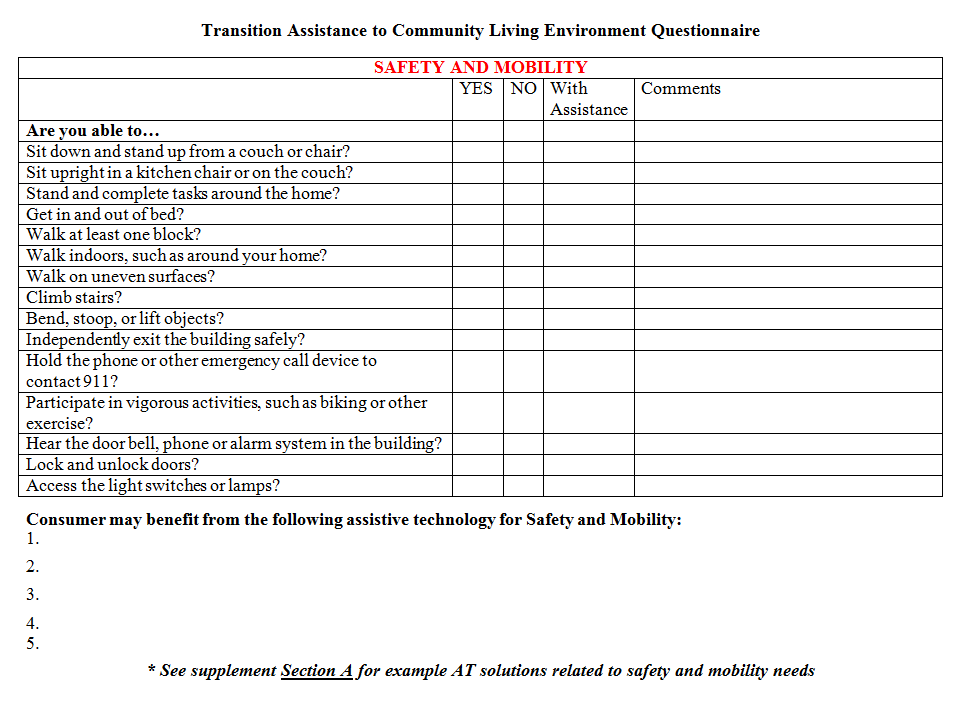 Transition Assistance to Community Living Environment Questionnaire
SAFETY AND MOBILITY
YES NO With Comments
Assistance
Are you able to…
Sit down and stand up from a couch or chair?
Sit upright in a kitchen chair or on the couch?
Stand and complete tasks around the home?
Get in and out of bed?
Walk at least one block?
Walk indoors, such as around your home?
Walk on uneven surfaces?
Climb stairs?
Bend, stoop, or lift objects?
Independently exit the building safely?
Hold the phone or other emergency call device to
contact 911?
Participate in vigorous activities, such as biking or other
exercise?
Hear the door bell, phone or alarm system in the building?
Lock and unlock doors?
Access the light switches or lamps?
Consumer may benefit from the following assistive technology for Safety and Mobility:
1.
2.
3.
4.
5.
* See supplement Section A for example AT solutions related to safety and mobility needs